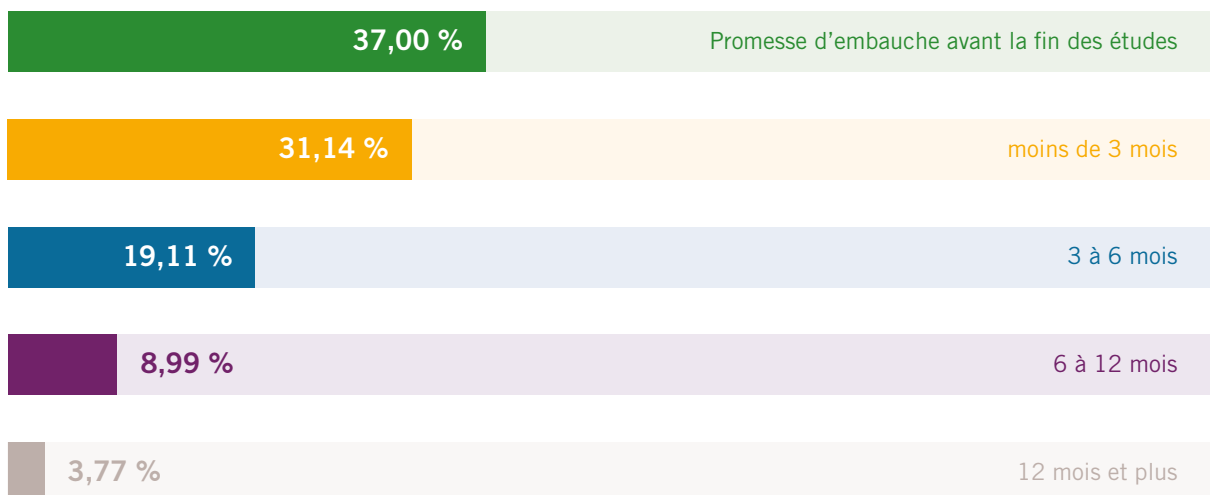 37,00 % Promesse d'embauche avant la fin des études
31,14 % moins de 3 mois
19,11 % 3 à 6 mois
8,99 % 6 à 12 mois
3,77 % 12 mois et plus